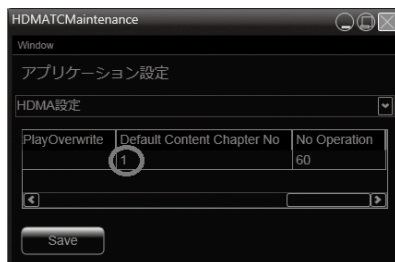 HDMATCMaintenance
Window
アプリケーション設定
HDMA設定
PlayOverwrite Default Content Chapter No No Operation
1 60
Save